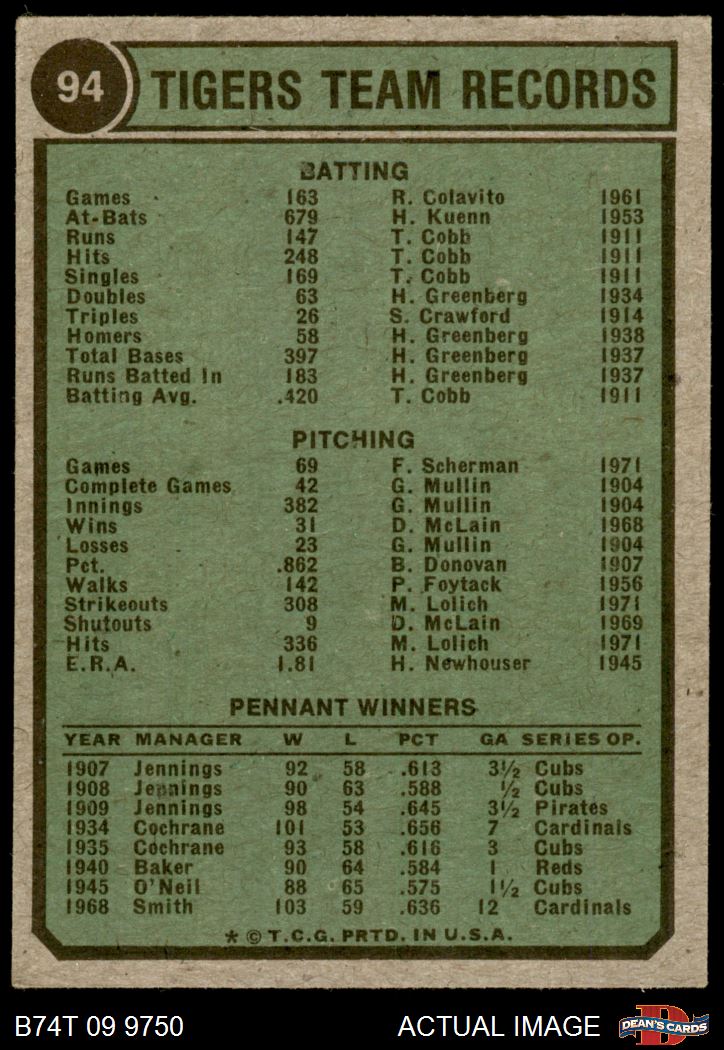 94 TIGERS TEAM RECORDS
BATTING
Games 163 R. Colavito 1961
At-Bats 679 H. Kuenn 1953
Runs 147 T. Cobb 1911
Hits 248 T. Cobb 1911
Singles 169 T. Cobb 1911
Doubles 63 H. Greenberg 1934
Triples 26 S. Crawford 1914
Homers 58 H. Greenberg 1938
Total Bases 397 H. Greenberg 1937
Runs Batted In 183 H. Greenberg 1937
Batting Avg. .420 T. Cobb 1911
PITCHING
Games 69 F. Scherman 1971
Complete Games 42 G. Mullin 1904
Innings 382 G. Mullin 1904
Wins 31 D. McLain 1968
Losses 23 G. Mullin 1904
Pct. .862 B. Donovan 1907
Walks 142 P. Foytack 1956
Strikeouts 308 M. Lolich 1971
Shutouts 9 D. McLain 1969
Hits 336 M. Lolich 1971
E.R.A. 1.81 H. Newhouser 1945
PENNANT WINNERS
YEAR MANAGER W L PCT GA SERIES OP.
1907 Jennings 92 58 .613 3½ Cubs
1908 Jennings 90 63 .588 ½ Cubs
1909 Jennings 98 54 .645 3½ Pirates
1934 Cochrane 101 53 .656 7 Cardinals
1935 Cochrane 93 58 .616 3 Cubs
1940 Baker 90 64 .584 1 Reds
1945 O'Neil 88 65 .575 1½ Cubs
1968 Smith 103 59 .636 12 Cardinals
* © T.C.G. PRTD. IN U.S.A.
B74T 09 9750 ACTUAL IMAGE D DEAN'S CARDS